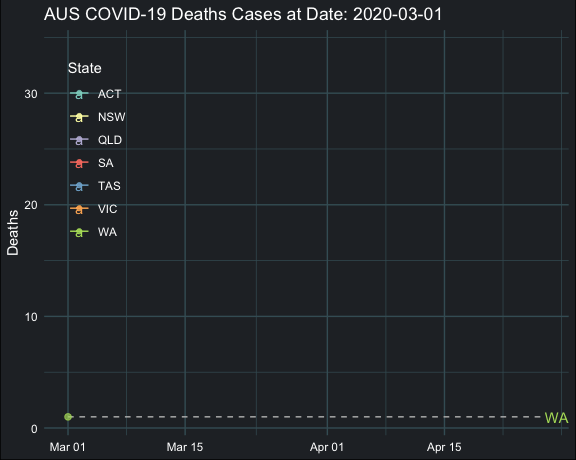 AUS COVID-19 Deaths Cases at Date: 2020-03-01
State
a ACT
a NSW
a QLD
a SA
a TAS
a VIC
a WA
Deaths
30
20
10
0
WA
Mar 01 Mar 15 Apr 01 Apr 15